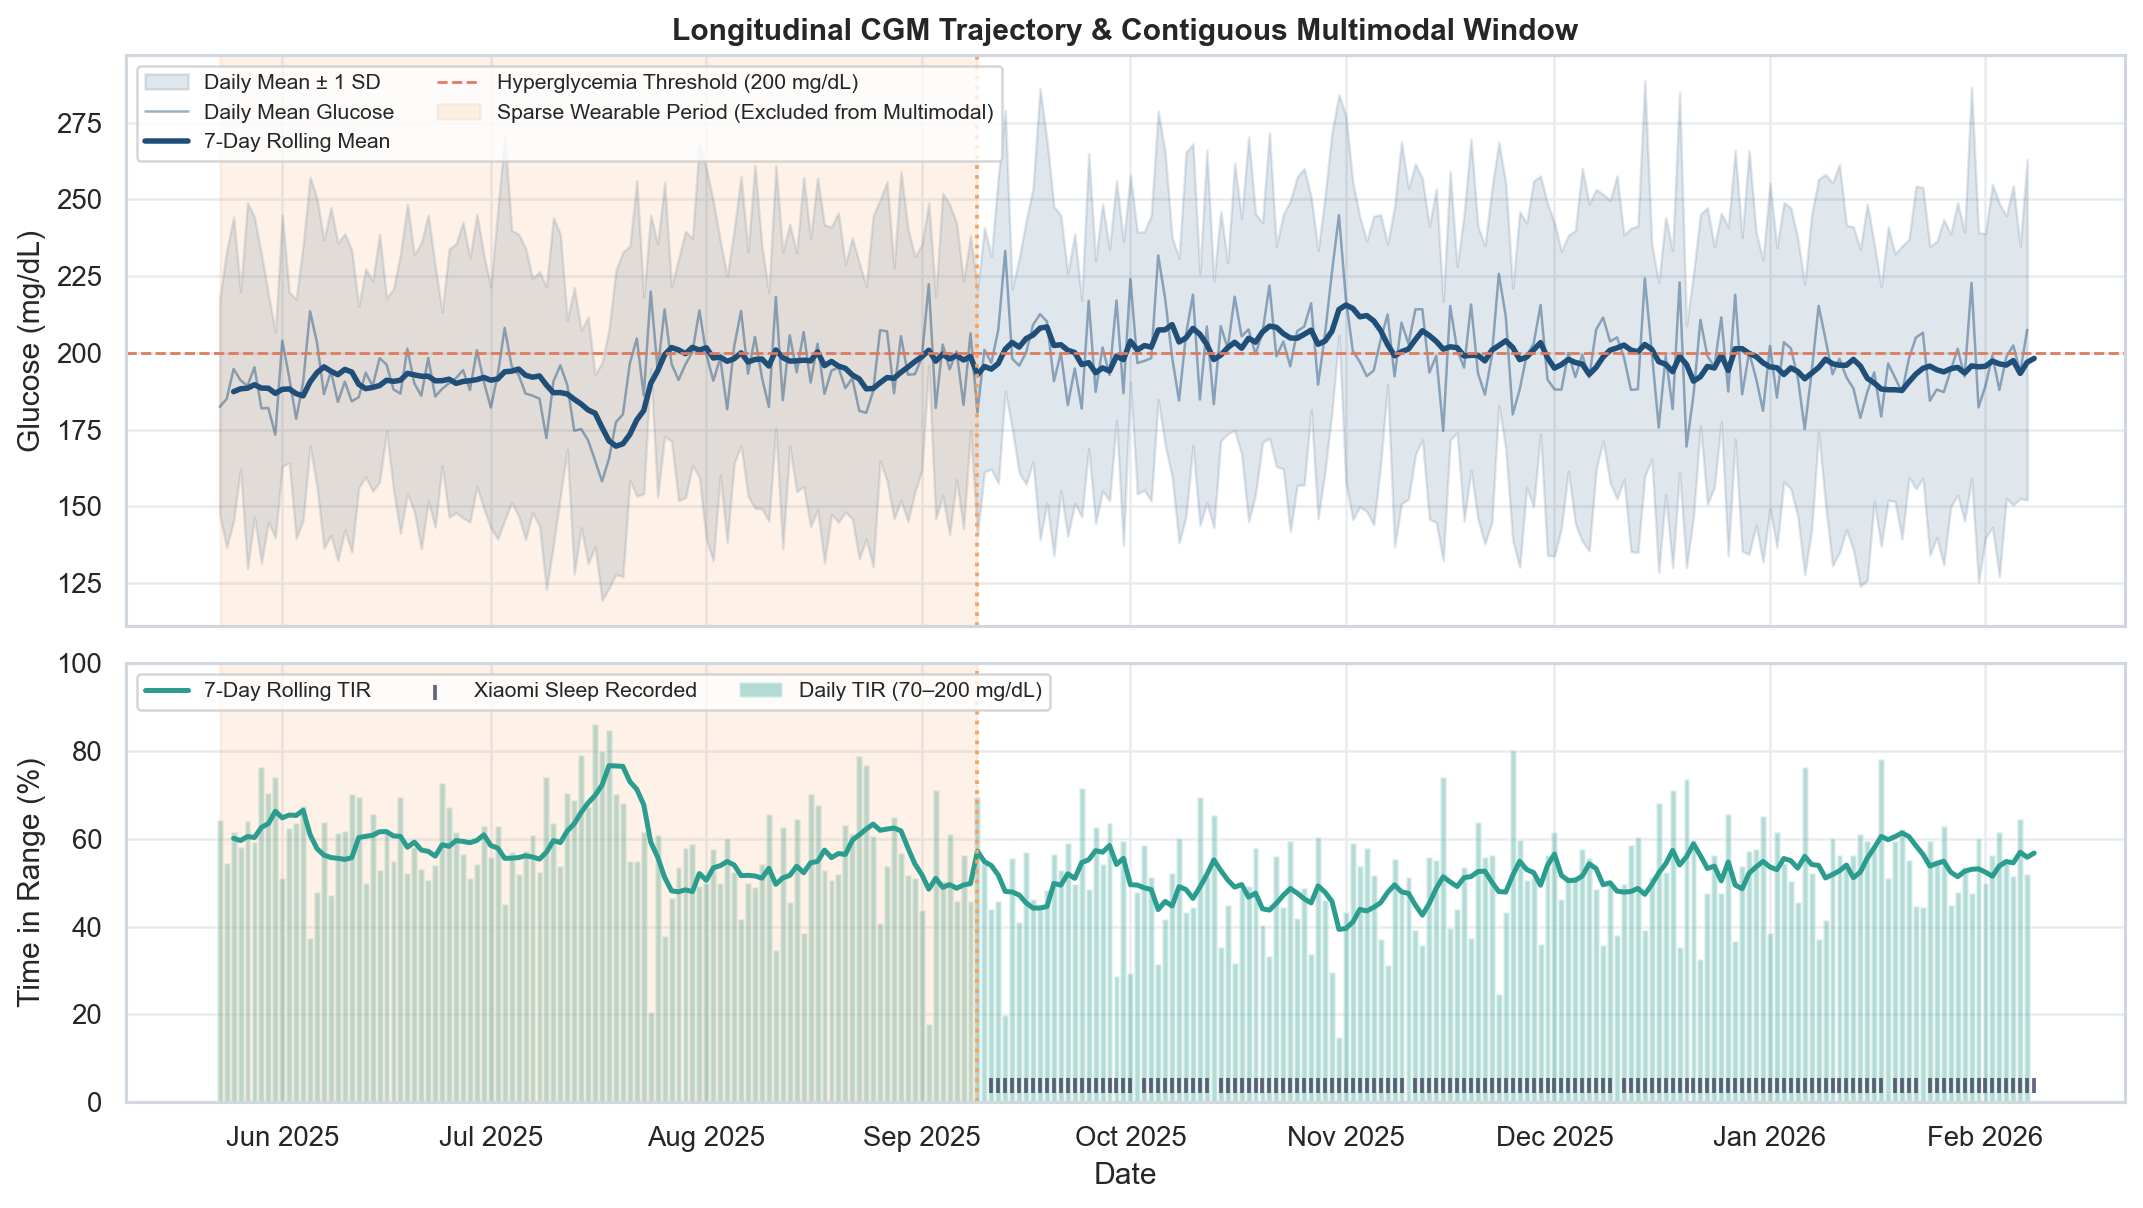 Longitudinal CGM Trajectory & Contiguous Multimodal Window
Daily Mean ± 1 SD
Daily Mean Glucose
7-Day Rolling Mean
Hyperglycemia Threshold (200 mg/dL)
Sparse Wearable Period (Excluded from Multimodal)
Glucose (mg/dL)
275
250
225
200
175
150
125
7-Day Rolling TIR
Xiaomi Sleep Recorded
Daily TIR (70–200 mg/dL)
Time in Range (%)
100
80
60
40
20
0
Jun 2025
Jul 2025
Aug 2025
Sep 2025
Oct 2025
Nov 2025
Dec 2025
Jan 2026
Feb 2026
Date